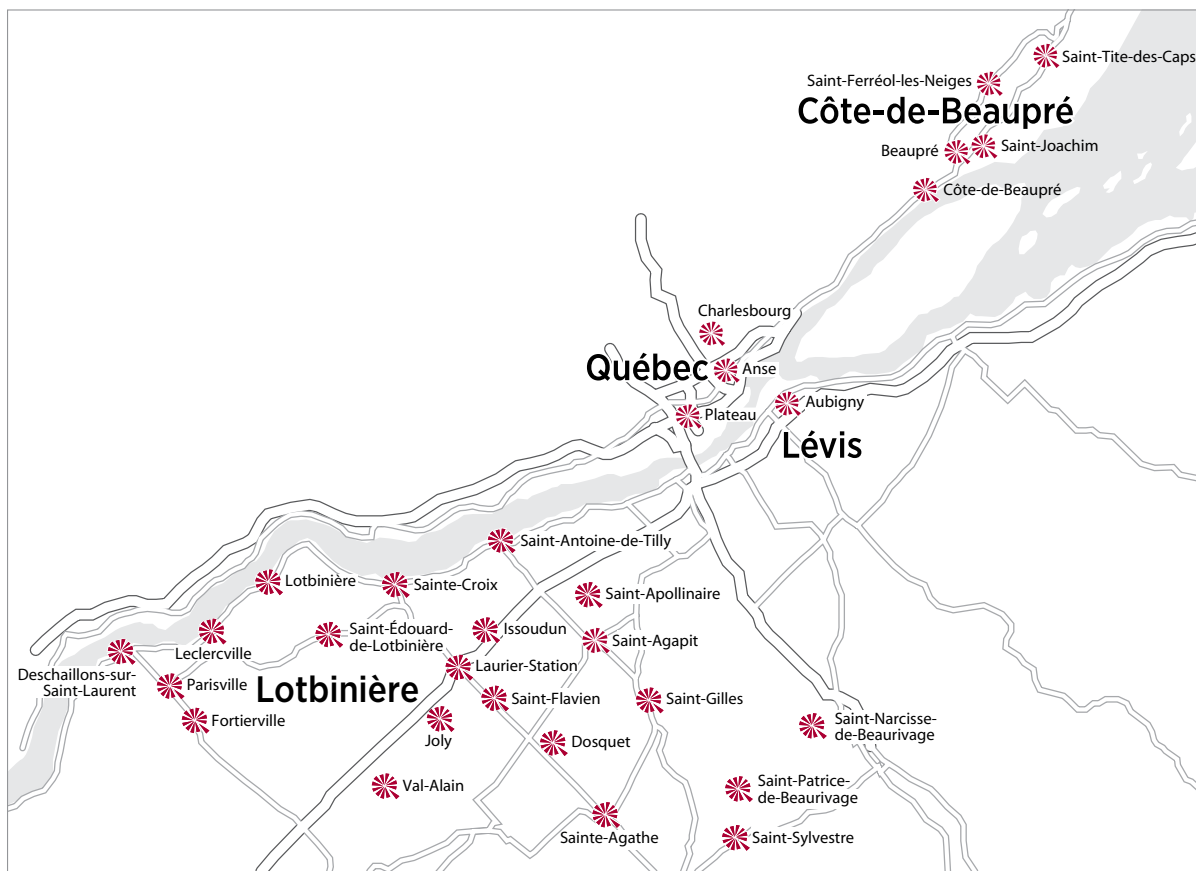 Saint-Tite-des-Caps
Saint-Ferréol-les-Neiges
Côte-de-Beaupré
Beaupré
Saint-Joachim
Côte-de-Beaupré
Charlesbourg
Québec
Anse
Plateau
Aubigny
Lévis
Saint-Antoine-de-Tilly
Lotbinière
Sainte-Croix
Saint-Apollinaire
Leclercville
Saint-Édouard-
de-Lotbinière
Issoudun
Saint-Agapit
Deschaillons-sur-
Saint-Laurent
Parisville
Lotbinière
Laurier-Station
Saint-Flavien
Saint-Gilles
Fortierville
Joly
Dosquet
Saint-Narcisse-
de-Beaurivage
Val-Alain
Saint-Patrice-
de-Beaurivage
Sainte-Agathe
Saint-Sylvestre